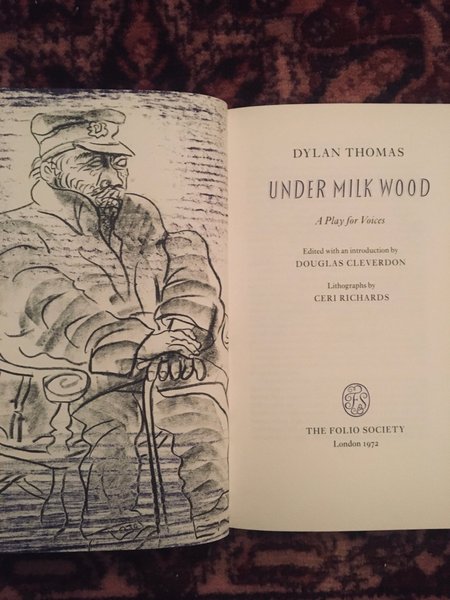 DYLAN THOMAS
UNDER MILK WOOD
A Play for Voices
Edited with an introduction by
DOUGLAS CLEVERDON
Lithographs by
CERI RICHARDS
FS
THE FOLIO SOCIETY
London 1972